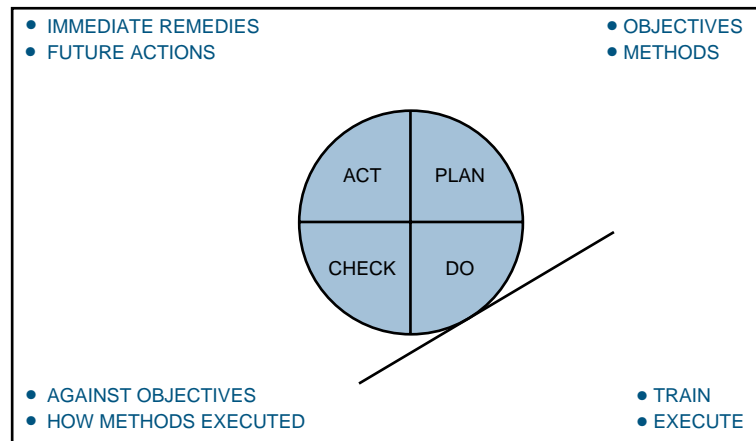 • IMMEDIATE REMEDIES
• FUTURE ACTIONS
• OBJECTIVES
• METHODS
ACT
PLAN
CHECK
DO
• AGAINST OBJECTIVES
• HOW METHODS EXECUTED
• TRAIN
• EXECUTE